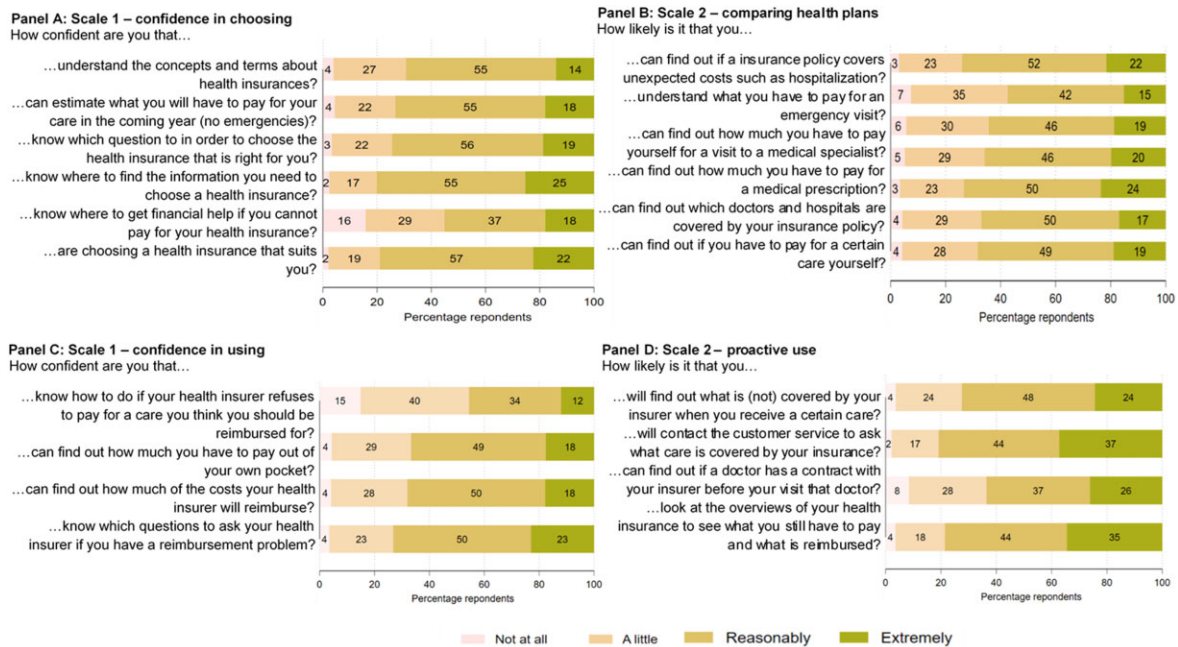 Panel A: Scale 1 – confidence in choosing
How confident are you that…
…understand the concepts and terms about
health insurances?
4 27 55 14
…can estimate what you will have to pay for your
care in the coming year (no emergencies)?
4 22 55 18
…know which question to in order to choose the
health insurance that is right for you?
3 22 56 19
…know where to find the information you need to
choose a health insurance?
2 17 55 25
…know where to get financial help if you cannot
pay for your health insurance?
16 29 37 18
…are choosing a health insurance that suits
you?
2 19 57 22
0 20 40 60 80 100
Percentage repondents
Panel B: Scale 2 – comparing health plans
How likely is it that you…
…can find out if a insurance policy covers
unexpected costs such as hospitalization?
…understand what you have to pay for an
emergency visit?
…can find out how much you have to pay
yourself for a visit to a medical specialist?
…can find out how much you have to pay for
a medical prescription?
…can find out which doctors and hospitals are
covered by your insurance policy?
…can find out if you have to pay for a certain
care yourself?
3 23 52 22
7 35 42 15
6 30 46 19
5 29 46 20
3 23 50 24
4 29 50 17
4 28 49 19
0 20 40 60 80 100
Percentage repondents
Panel C: Scale 1 – confidence in using
How confident are you that…
…know how to do if your health insurer refuses
to pay for a care you think you should be
reimbursed for?
15 40 34 12
…can find out how much you have to pay out of
your own pocket?
4 29 49 18
…can find out how much of the costs your health
insurer will reimburse?
4 28 50 18
…know which questions to ask your health
insurer if you have a reimbursement problem?
4 23 50 23
0 20 40 60 80 100
Percentage repondents
Panel D: Scale 2 – proactive use
How likely is it that you…
…will find out what is (not) covered by your
insurer when you receive a certain care?
4 24 48 24
…will contact the customer service to ask
what care is covered by your insurance?
2 17 44 37
…can find out if a doctor has a contract with
your insurer before your visit that doctor?
8 28 37 26
…look at the overviews of your health
insurance to see what you still have to pay
and what is reimbursed?
4 18 44 35
0 20 40 60 80 100
Percentage repondents
Not at all A little Reasonably Extremely